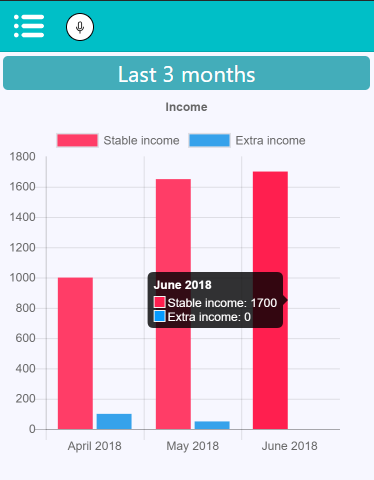 Last 3 months
Income
Stable income Extra income
1800
1600
1400
1200
1000
800
600
400
200
0
June 2018
Stable income: 1700
Extra income: 0
April 2018 May 2018 June 2018